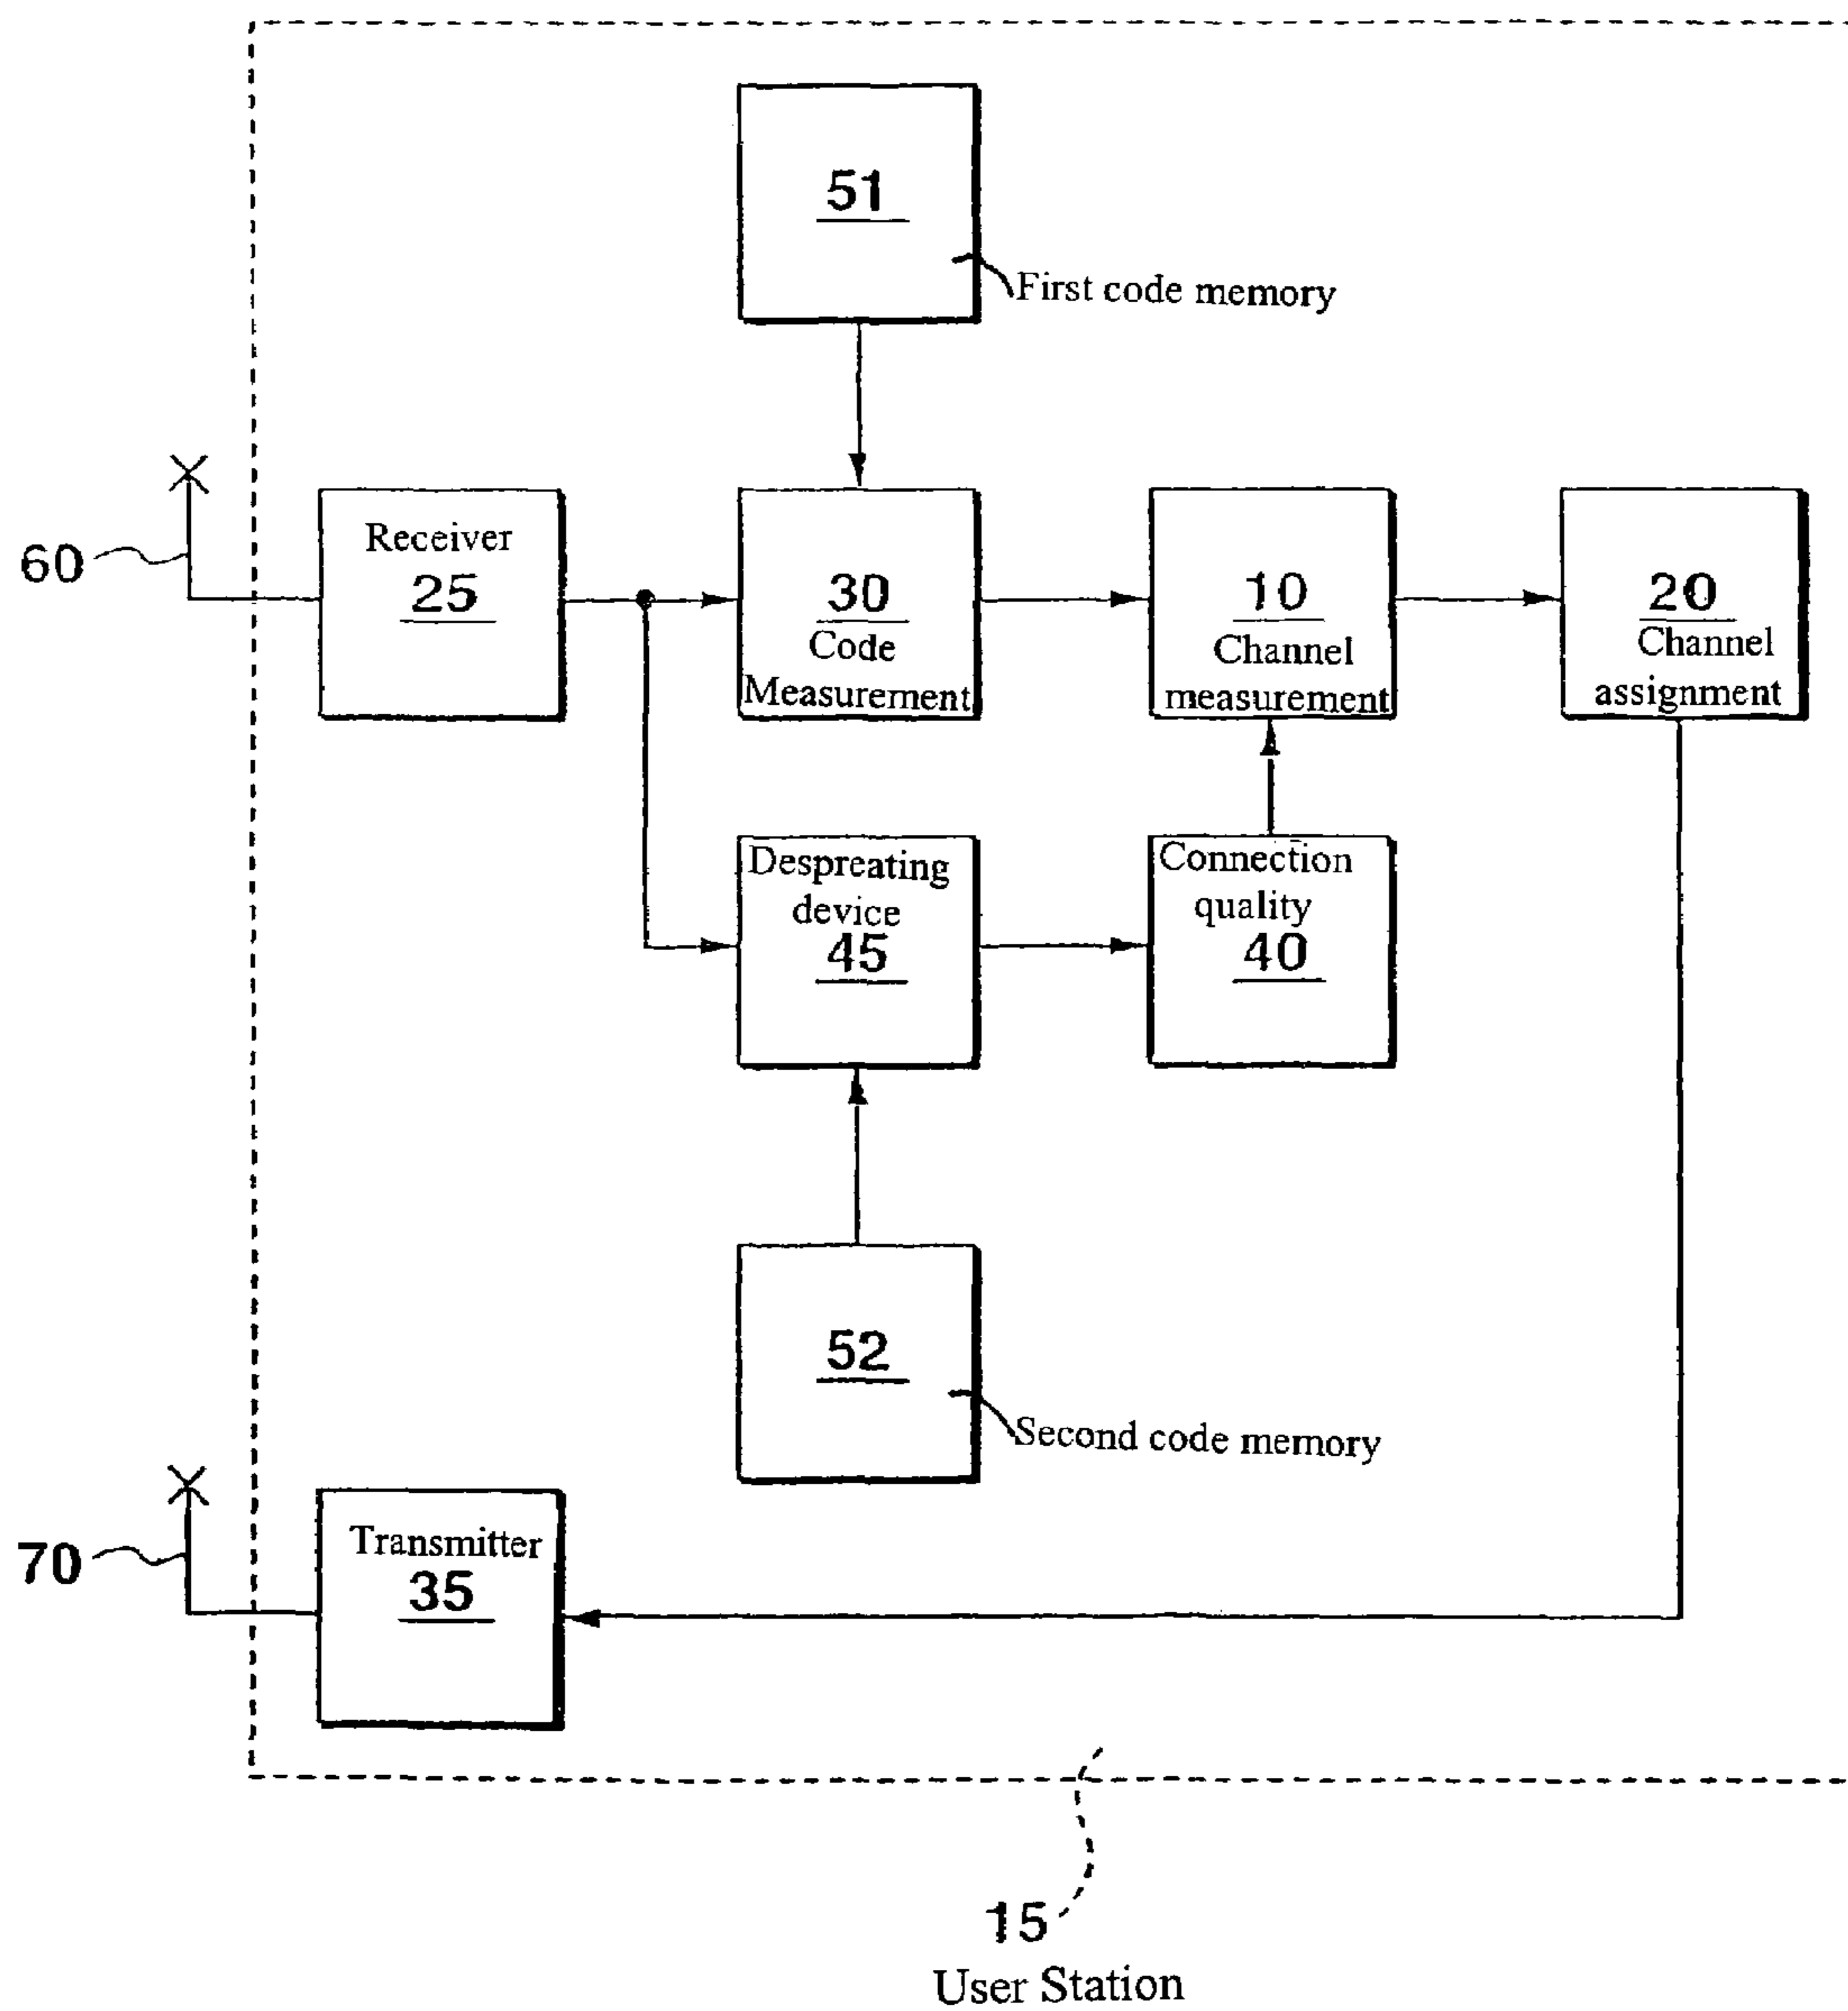 51
First code memory
60
Receiver
25
30
Code
Measurement
10
Channel
measurement
20
Channel
assignment
Despreating
device
45
Connection
quality
40
52
Second code memory
70
Transmitter
35
15
User Station